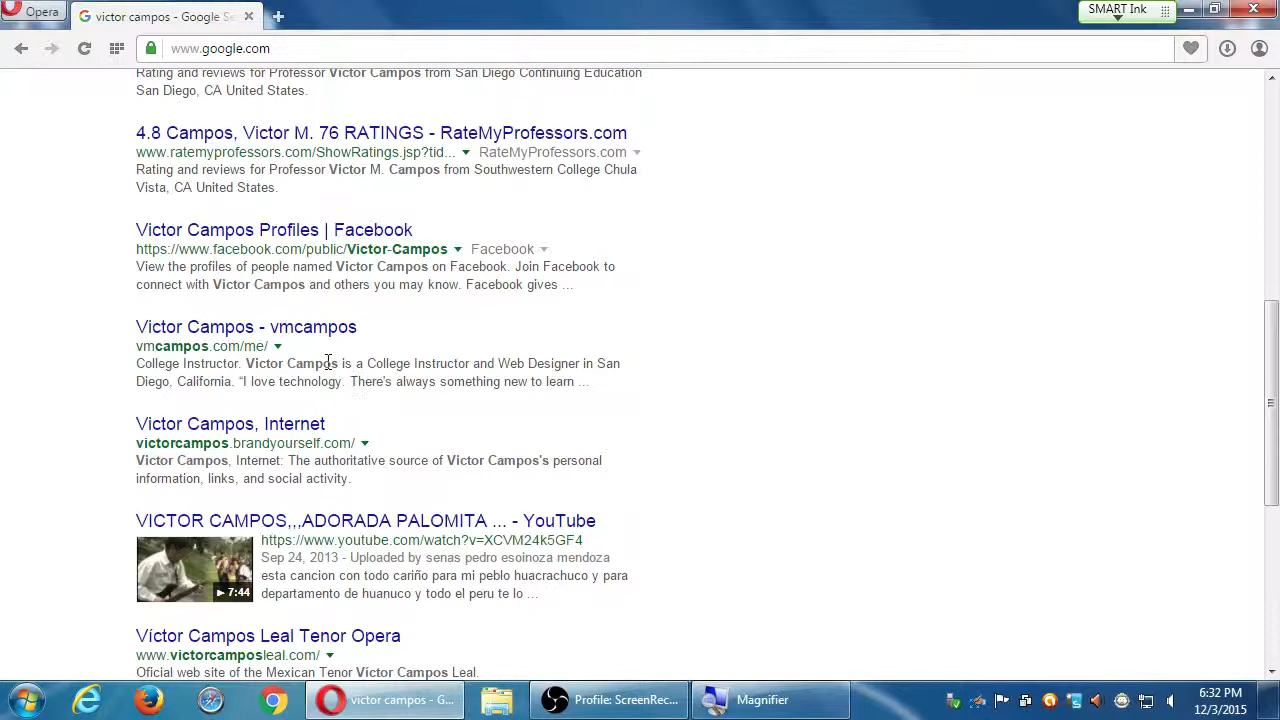 Opera
victor campos - Google Se
SMART Ink
www.google.com
Rating and reviews for Professor Victor Campos from San Diego Continuing Education
San Diego, CA United States.
4.8 Campos, Victor M. 76 RATINGS - RateMyProfessors.com
www.ratemyprofessors.com/ShowRatings.jsp?tid... RateMyProfessors.com
Rating and reviews for Professor Victor M. Campos from Southwestern College Chula
Vista, CA United States.
Victor Campos Profiles | Facebook
https://www.facebook.com/public/Victor-Campos Facebook
View the profiles of people named Victor Campos on Facebook. Join Facebook to
connect with Victor Campos and others you may know. Facebook gives ...
Victor Campos - vmcampos
vmcampos.com/me/
College Instructor. Victor Campos is a College Instructor and Web Designer in San
Diego, California. “I love technology. There's always something new to learn ...
Victor Campos, Internet
victorcampos.brandyourself.com/
Victor Campos, Internet: The authoritative source of Victor Campos's personal
information, links, and social activity.
VICTOR CAMPOS,,,ADORADA PALOMITA ... - YouTube
https://www.youtube.com/watch?v=XCVM24k5GF4
Sep 24, 2013 - Uploaded by senas pedro esoinoza mendoza
esta cancion con todo cariño para mi peblo huacrachuco y para
departamento de huanuco y todo el peru te lo ...
7:44
Víctor Campos Leal Tenor Opera
www.victorcamposleal.com/
Oficial web site of the Mexican Tenor Víctor Campos Leal.
victor campos - G...
Profile: ScreenRec...
Magnifier
6:32 PM
12/3/2015